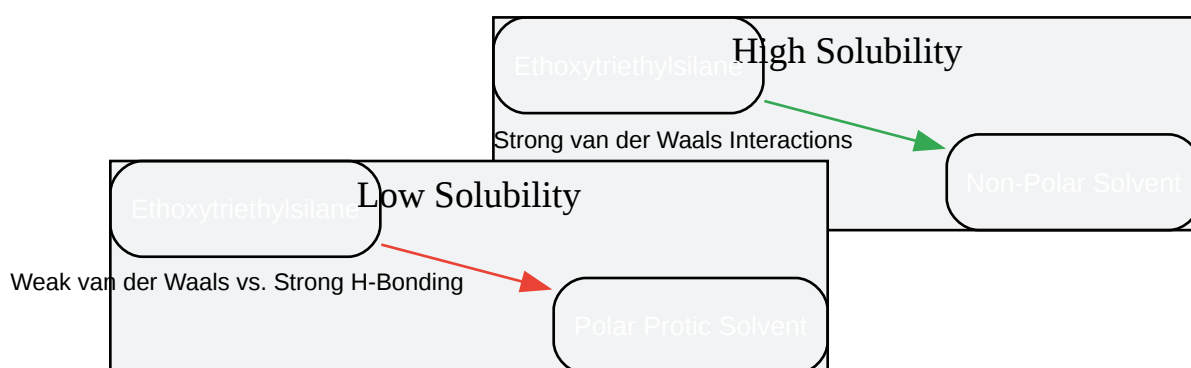 High Solubility
Ethoxytriethylsilane
Strong van der Waals Interactions
Non-Polar Solvent
Low Solubility
Ethoxytriethylsilane
Weak van der Waals vs. Strong H-Bonding
Polar Protic Solvent